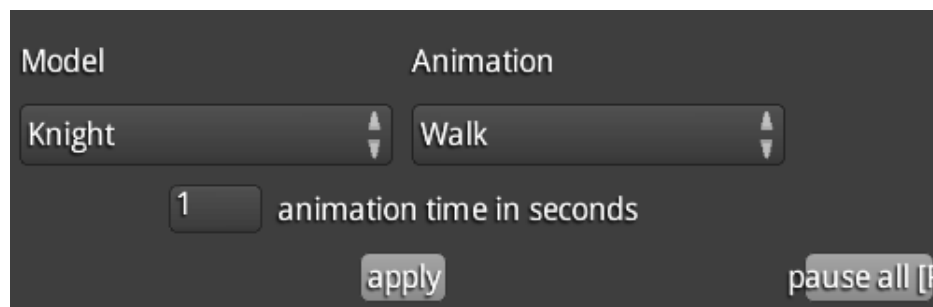 Model Animation
Knight Walk
1 animation time in seconds
apply pause all [